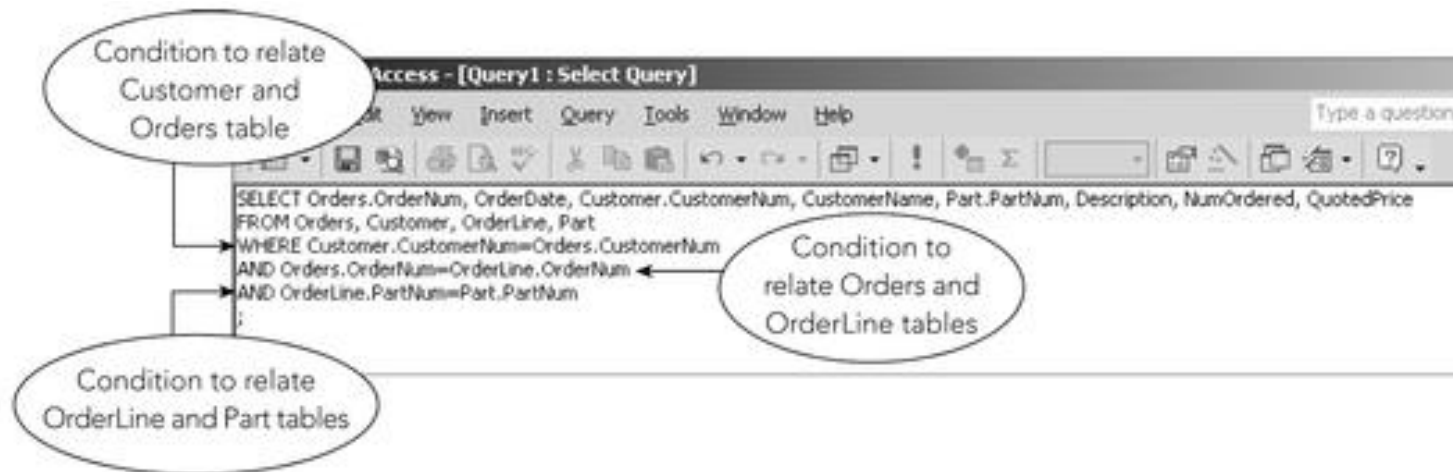 Condition to relate
Customer and
Orders table
Access - [Query1 : Select Query]
View Insert Query Tools Window Help
Type a question
SELECT Orders.OrderNum, OrderDate, Customer.CustomerNum, CustomerName, Part.PartNum, Description, NumOrdered, QuotedPrice
FROM Orders, Customer, OrderLine, Part
WHERE Customer.CustomerNum=Orders.CustomerNum
AND Orders.OrderNum=OrderLine.OrderNum
AND OrderLine.PartNum=Part.PartNum
;
Condition to
relate Orders and
OrderLine tables
Condition to relate
OrderLine and Part tables